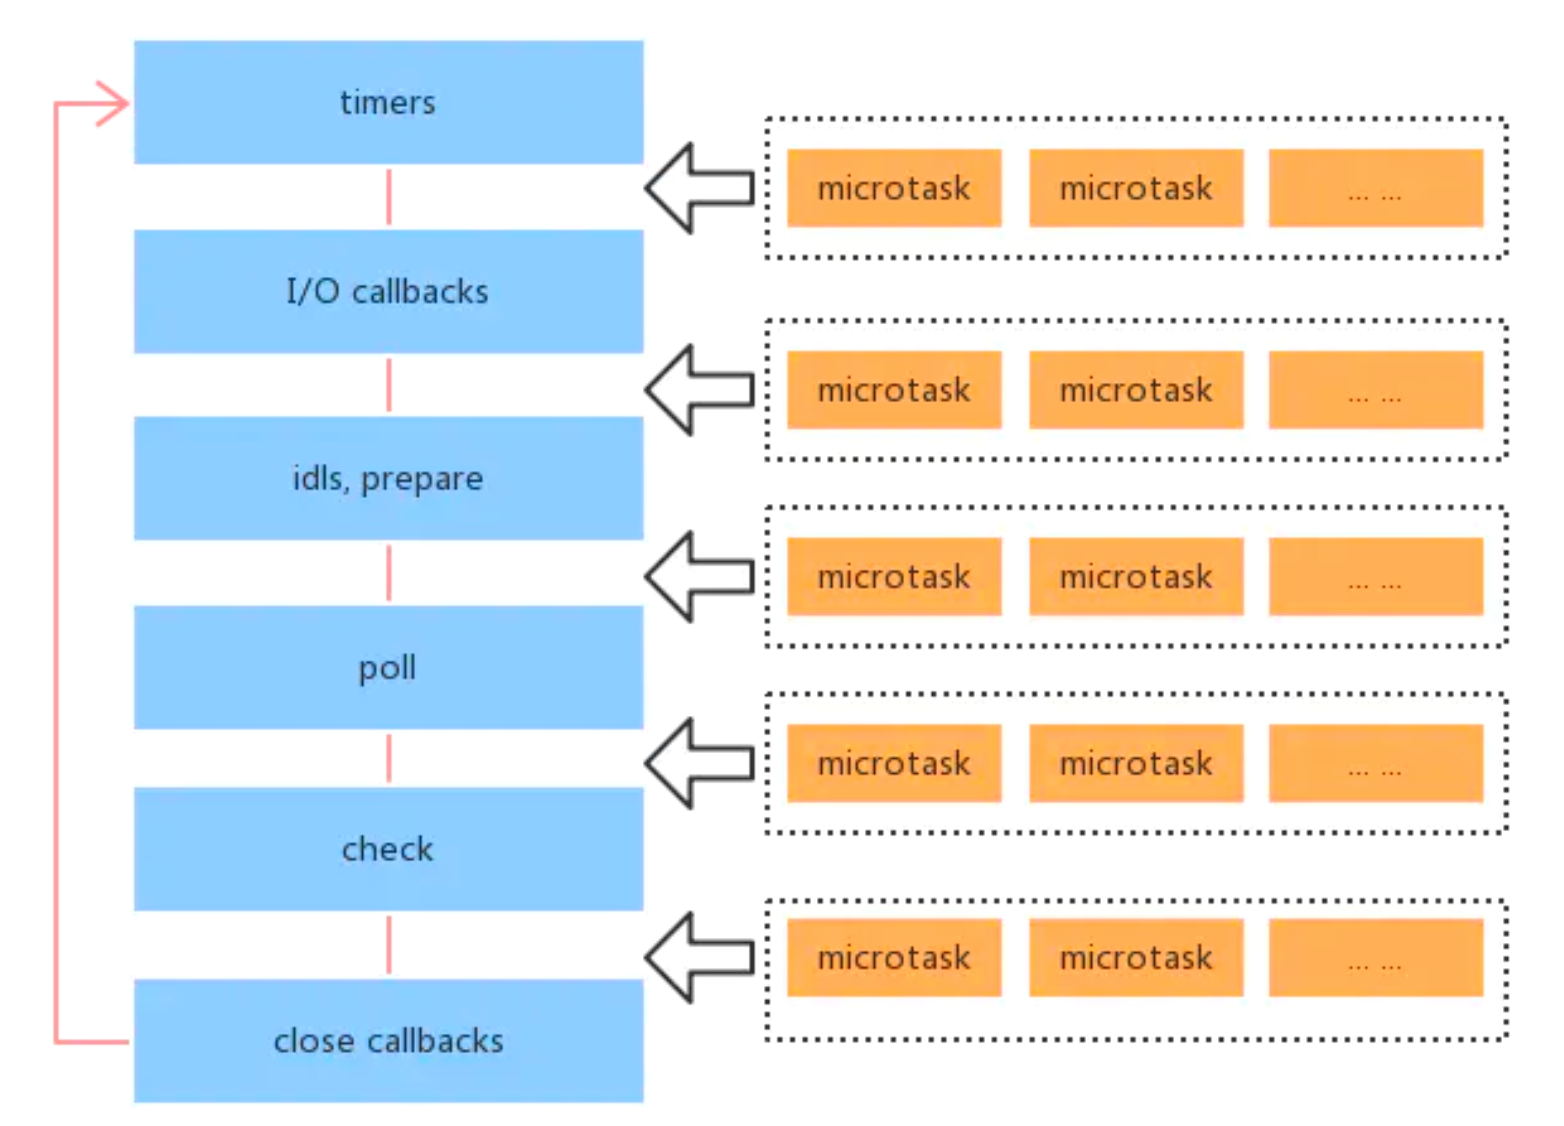 timers
microtask microtask ... ...
I/O callbacks
microtask microtask ... ...
idls, prepare
microtask microtask ... ...
poll
microtask microtask ... ...
check
microtask microtask ... ...
close callbacks